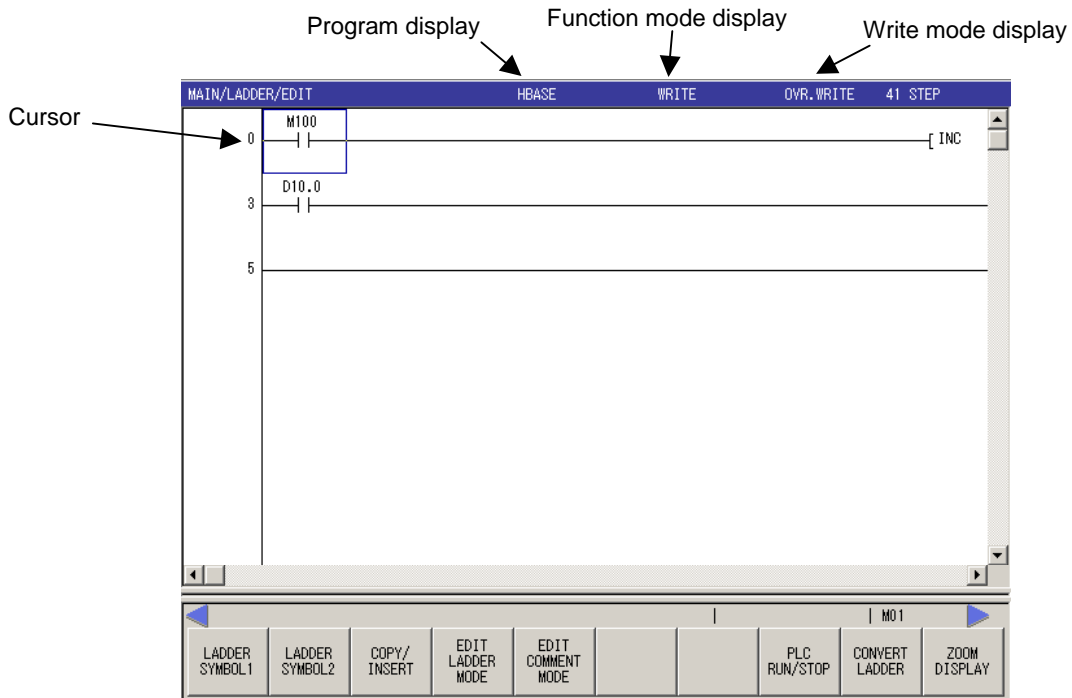 Program display
Function mode display
Write mode display
MAIN/LADDER/EDIT HBASE WRITE OVR.WRITE 41 STEP
Cursor
M100
0 [ INC
D10.0
3
5
M01
LADDER SYMBOL1
LADDER SYMBOL2
COPY/ INSERT
EDIT LADDER MODE
EDIT COMMENT MODE
PLC RUN/STOP
CONVERT LADDER
ZOOM DISPLAY